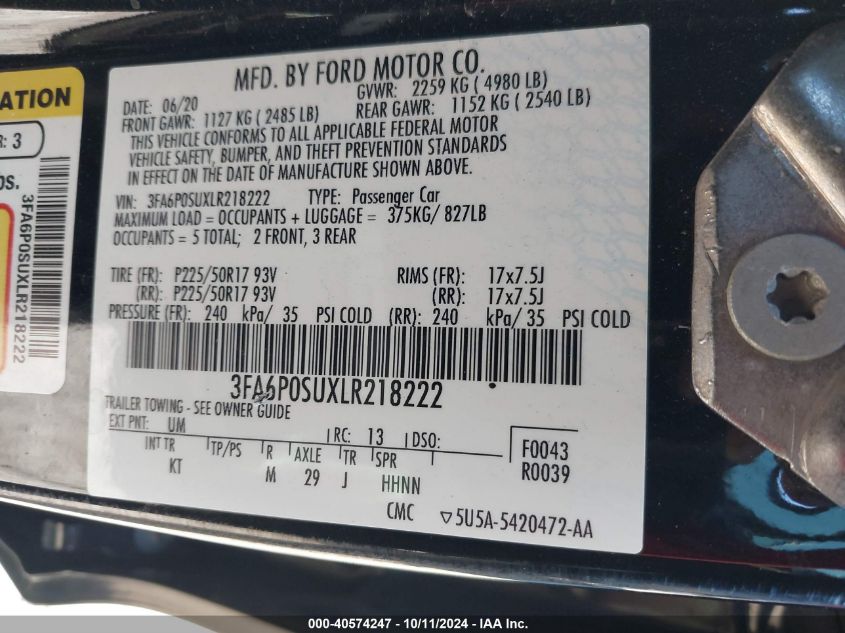 MFD. BY FORD MOTOR CO.
DATE: 06/20
GVWR: 2259 KG ( 4980 LB)
FRONT GAWR: 1127 KG ( 2485 LB)
REAR GAWR: 1152 KG ( 2540 LB)
THIS VEHICLE CONFORMS TO ALL APPLICABLE FEDERAL MOTOR
VEHICLE SAFETY, BUMPER, AND THEFT PREVENTION STANDARDS
IN EFFECT ON THE DATE OF MANUFACTURE SHOWN ABOVE.
VIN: 3FA6P0SUXLR218222 TYPE: Passenger Car
MAXIMUM LOAD = OCCUPANTS + LUGGAGE = 375KG/ 827LB
OCCUPANTS = 5 TOTAL; 2 FRONT, 3 REAR
TIRE (FR): P225/50R17 93V RIMS (FR): 17x7.5J
(RR): P225/50R17 93V (RR): 17x7.5J
PRESSURE (FR): 240 kPa/ 35 PSI COLD (RR): 240 kPa/ 35 PSI COLD
3FA6P0SUXLR218222
TRAILER TOWING - SEE OWNER GUIDE
EXT PNT: UM RC: 13 DSO:
INT TR TP/PS R AXLE TR SPR
KT M 29 J HHNN
F0043
R0039
CMC ▽5U5A-5420472-AA
ATION
R: 3
bs.
3FA6P0SUXLR218222
000-40574247 - 10/11/2024 - IAA Inc.